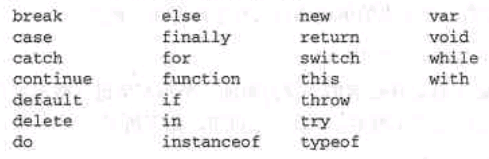 break else new var
case finally return void
catch for switch while
continue function this with
default if throw
delete in try
do instanceof typeof